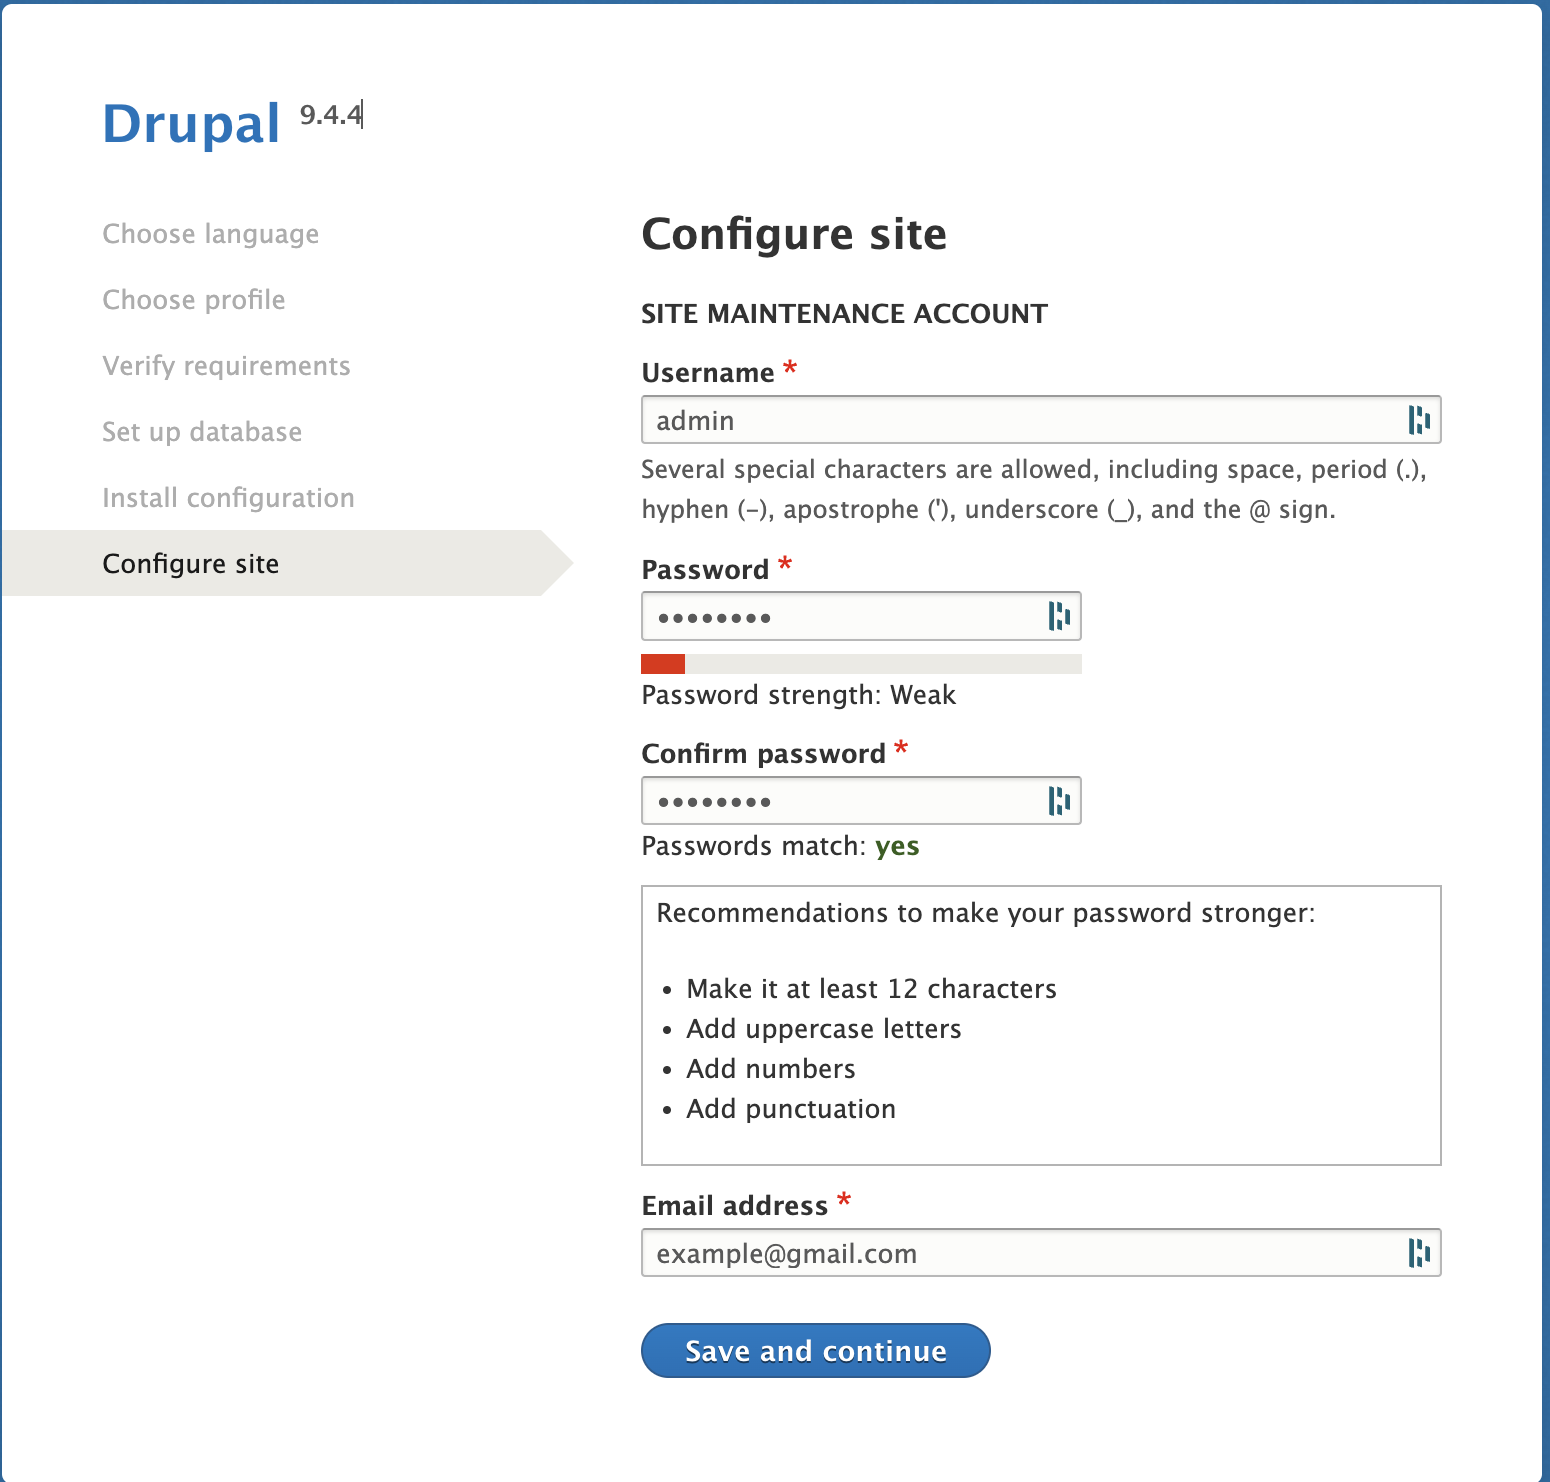 Drupal 9.4.4
Choose language
Choose profile
Verify requirements
Set up database
Install configuration
Configure site
Configure site
SITE MAINTENANCE ACCOUNT
Username *
admin
Several special characters are allowed, including space, period (.),
hyphen (-), apostrophe ('), underscore (_), and the @ sign.
Password *
••••••••
Password strength: Weak
Confirm password *
••••••••
Passwords match: yes
Recommendations to make your password stronger:
• Make it at least 12 characters
• Add uppercase letters
• Add numbers
• Add punctuation
Email address *
example@gmail.com
Save and continue